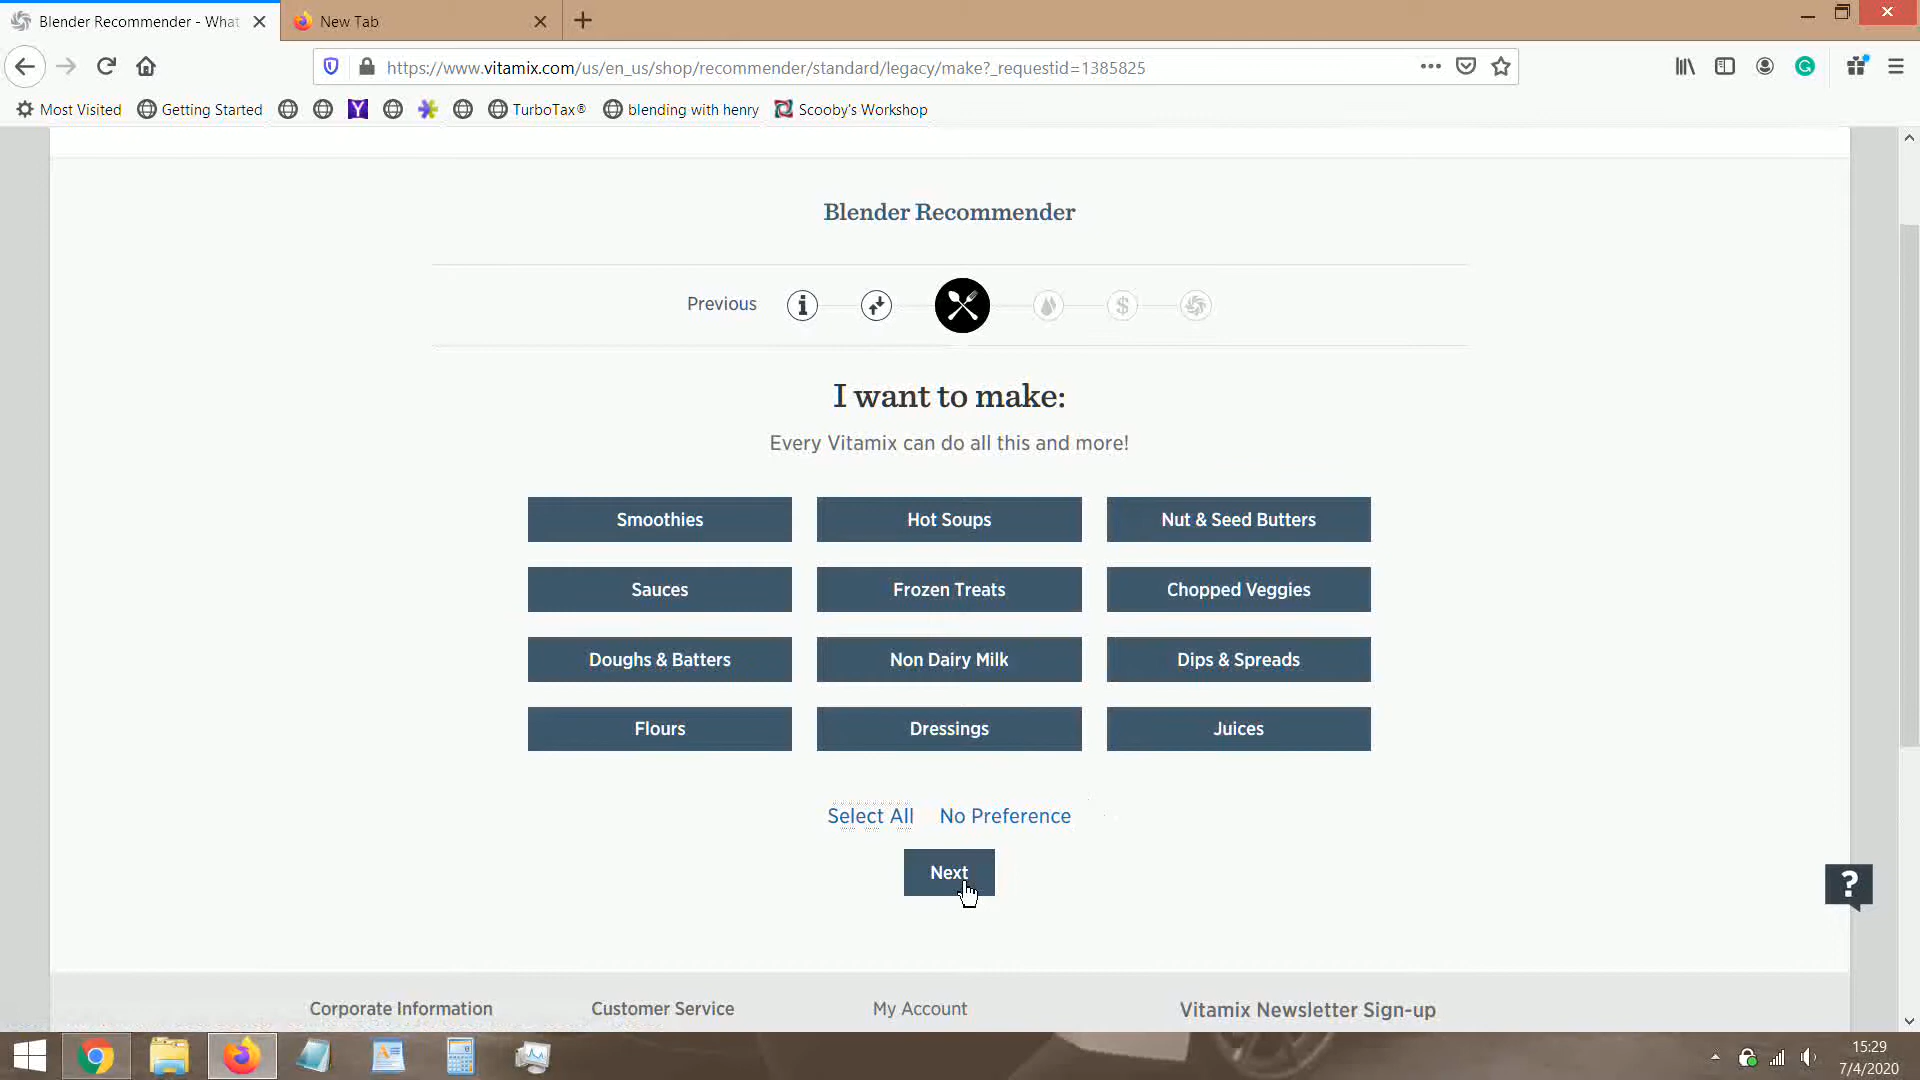 Blender Recommender - What
New Tab
https://www.vitamix.com/us/en_us/shop/recommender/standard/legacy/make?_requestid=1385825
Most Visited
Getting Started
TurboTax®
blending with henry
Scooby's Workshop
Blender Recommender
Previous
I want to make:
Every Vitamix can do all this and more!
Smoothies
Hot Soups
Nut & Seed Butters
Sauces
Frozen Treats
Chopped Veggies
Doughs & Batters
Non Dairy Milk
Dips & Spreads
Flours
Dressings
Juices
Select All
No Preference
Next
?
Corporate Information
Customer Service
My Account
Vitamix Newsletter Sign-up
15:29
7/4/2020